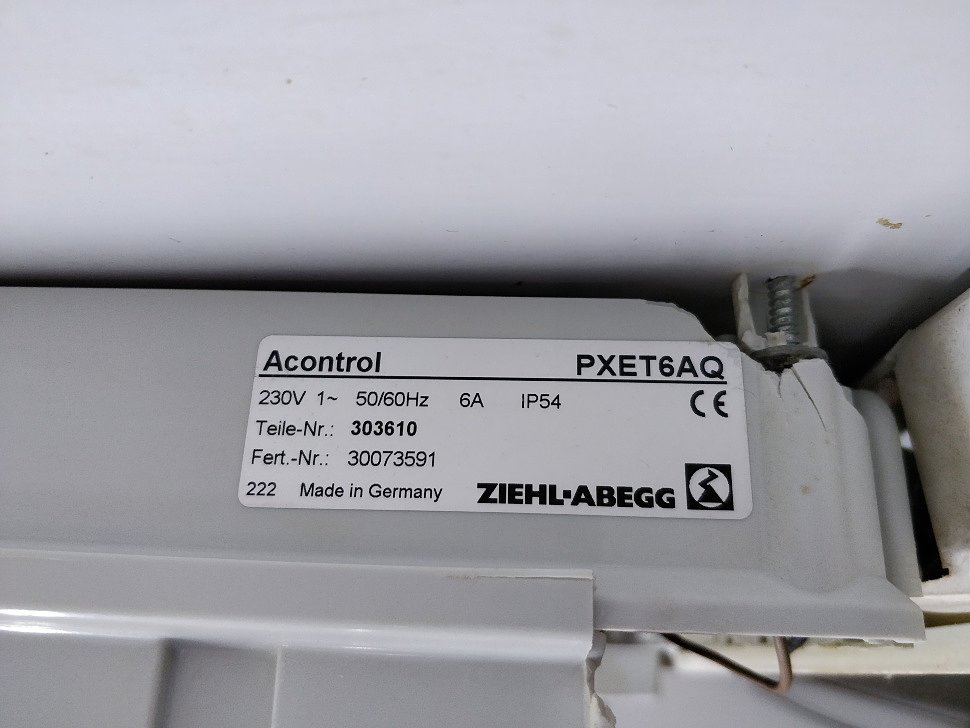 Acontrol PXET6AQ
230V 1~ 50/60Hz 6A IP54 CE
Teile-Nr.: 303610
Fert.-Nr.: 30073591
222 Made in Germany ZIEHL-ABEGG